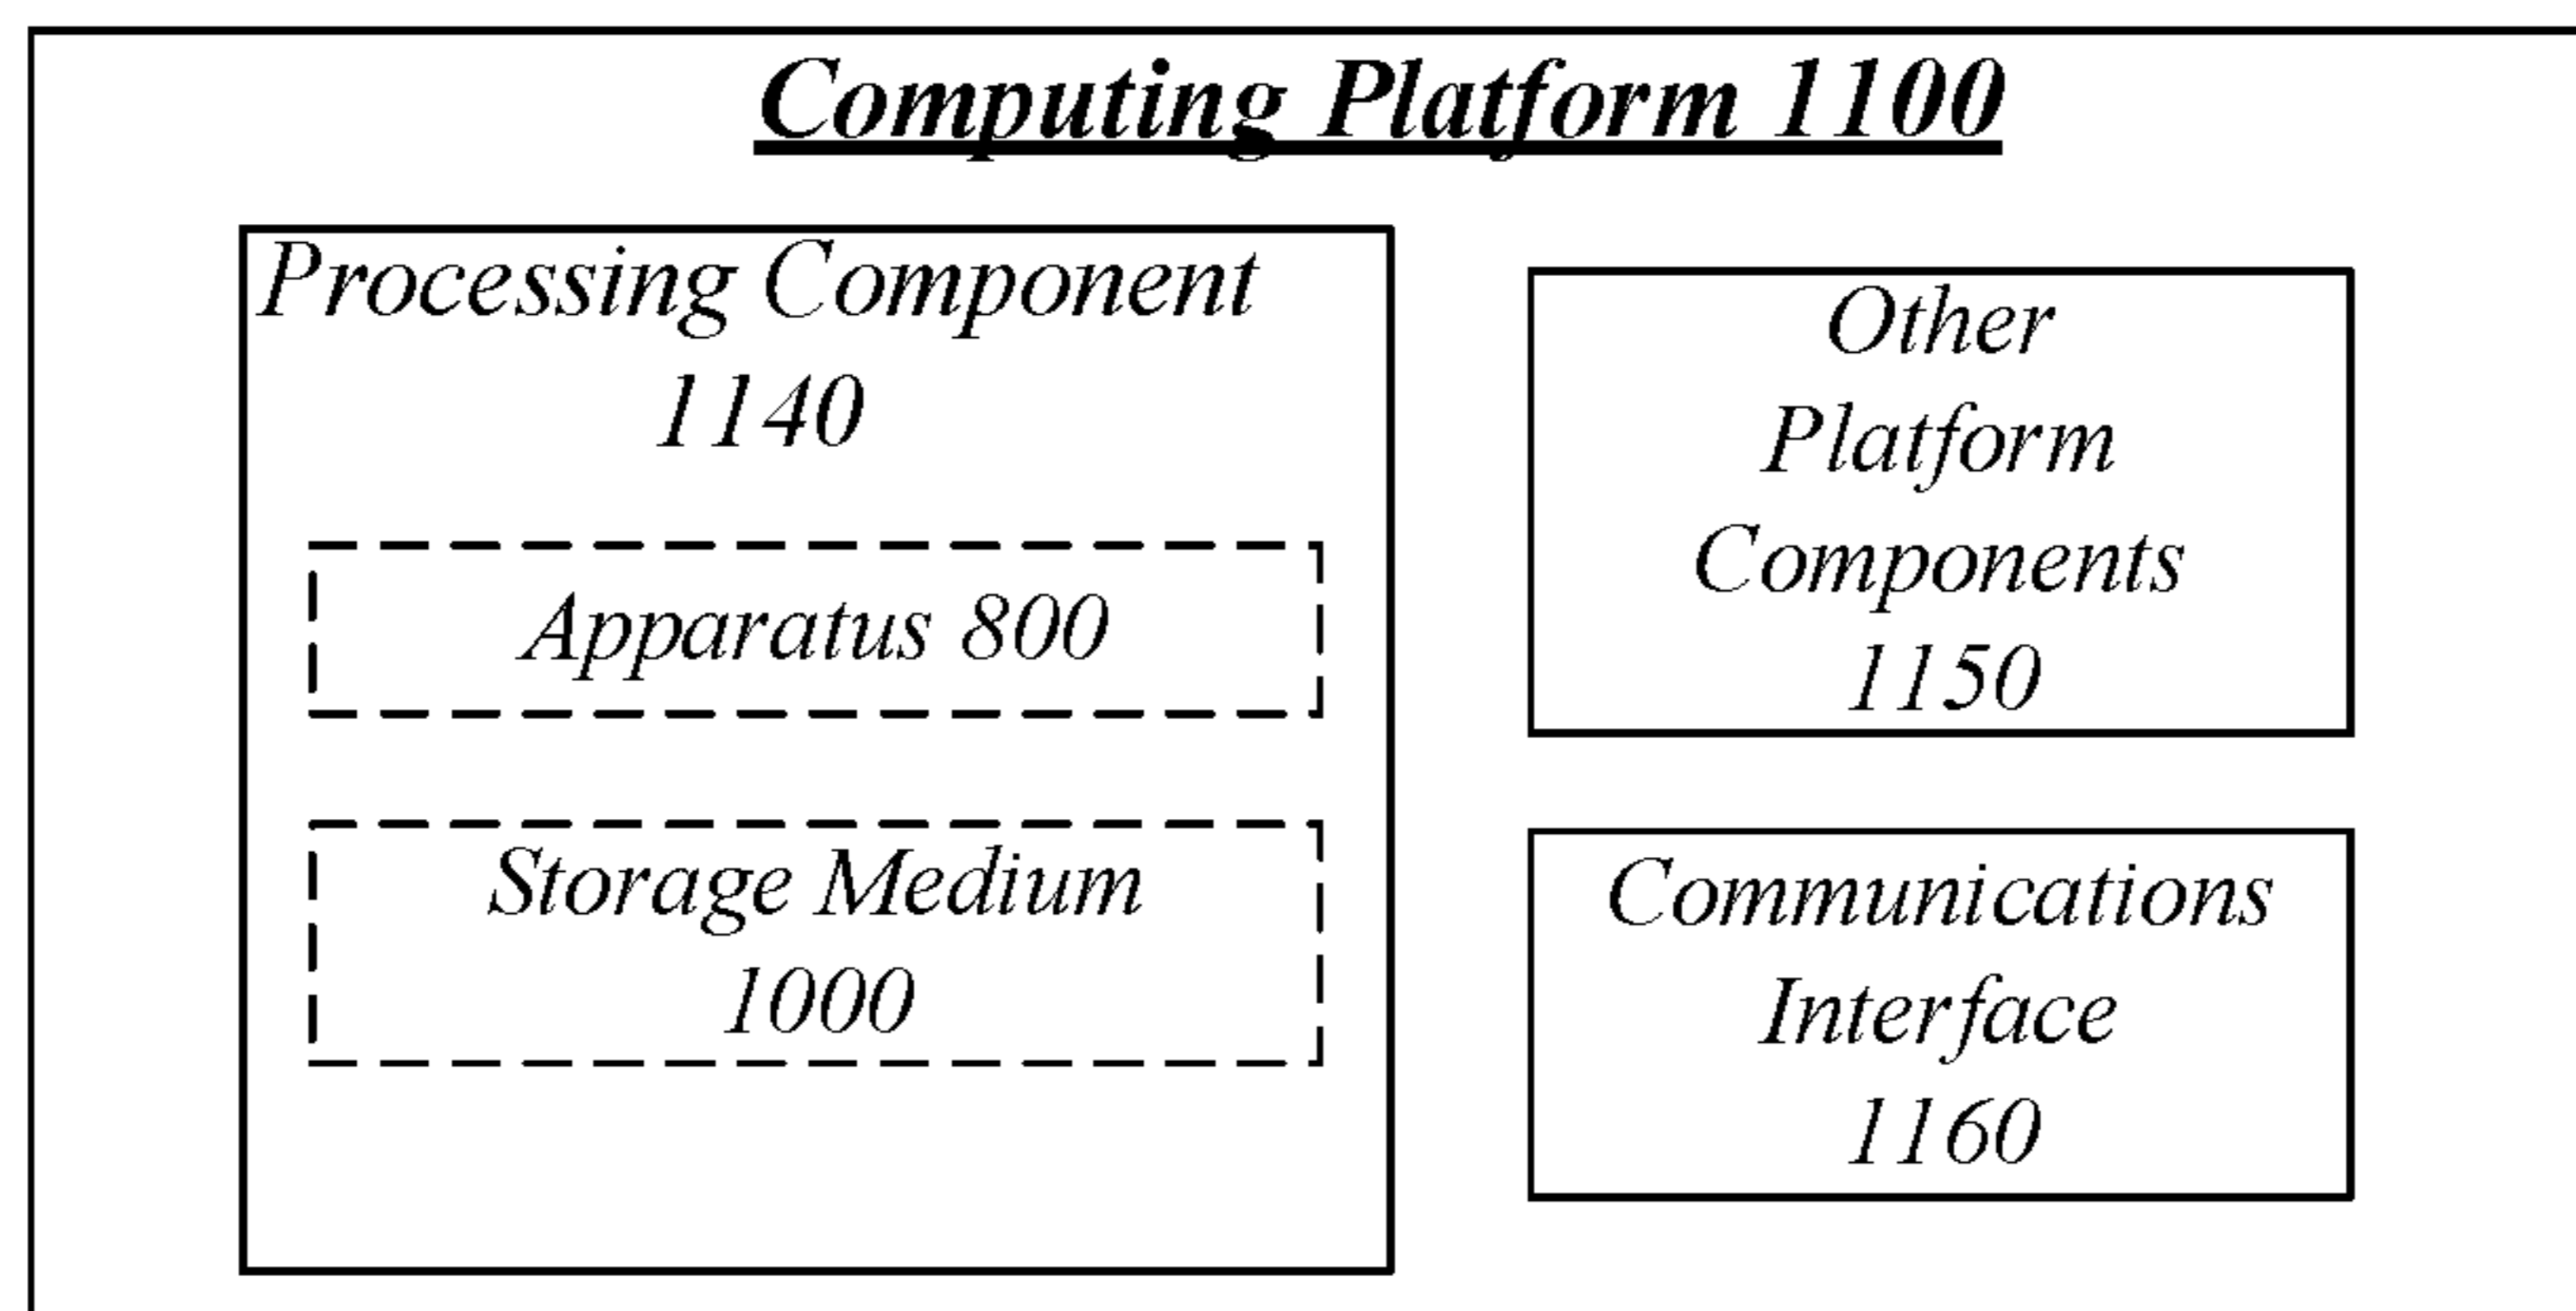 Computing Platform 1100
Processing Component
1140
Apparatus 800
Storage Medium
1000
Other
Platform
Components
1150
Communications
Interface
1160